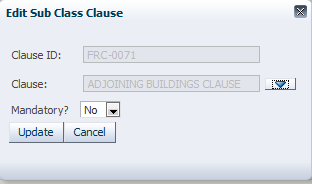 Edit Sub Class Clause
Clause ID: FRC-0071
Clause: ADJOINING BUILDINGS CLAUSE
Mandatory? No
Update Cancel